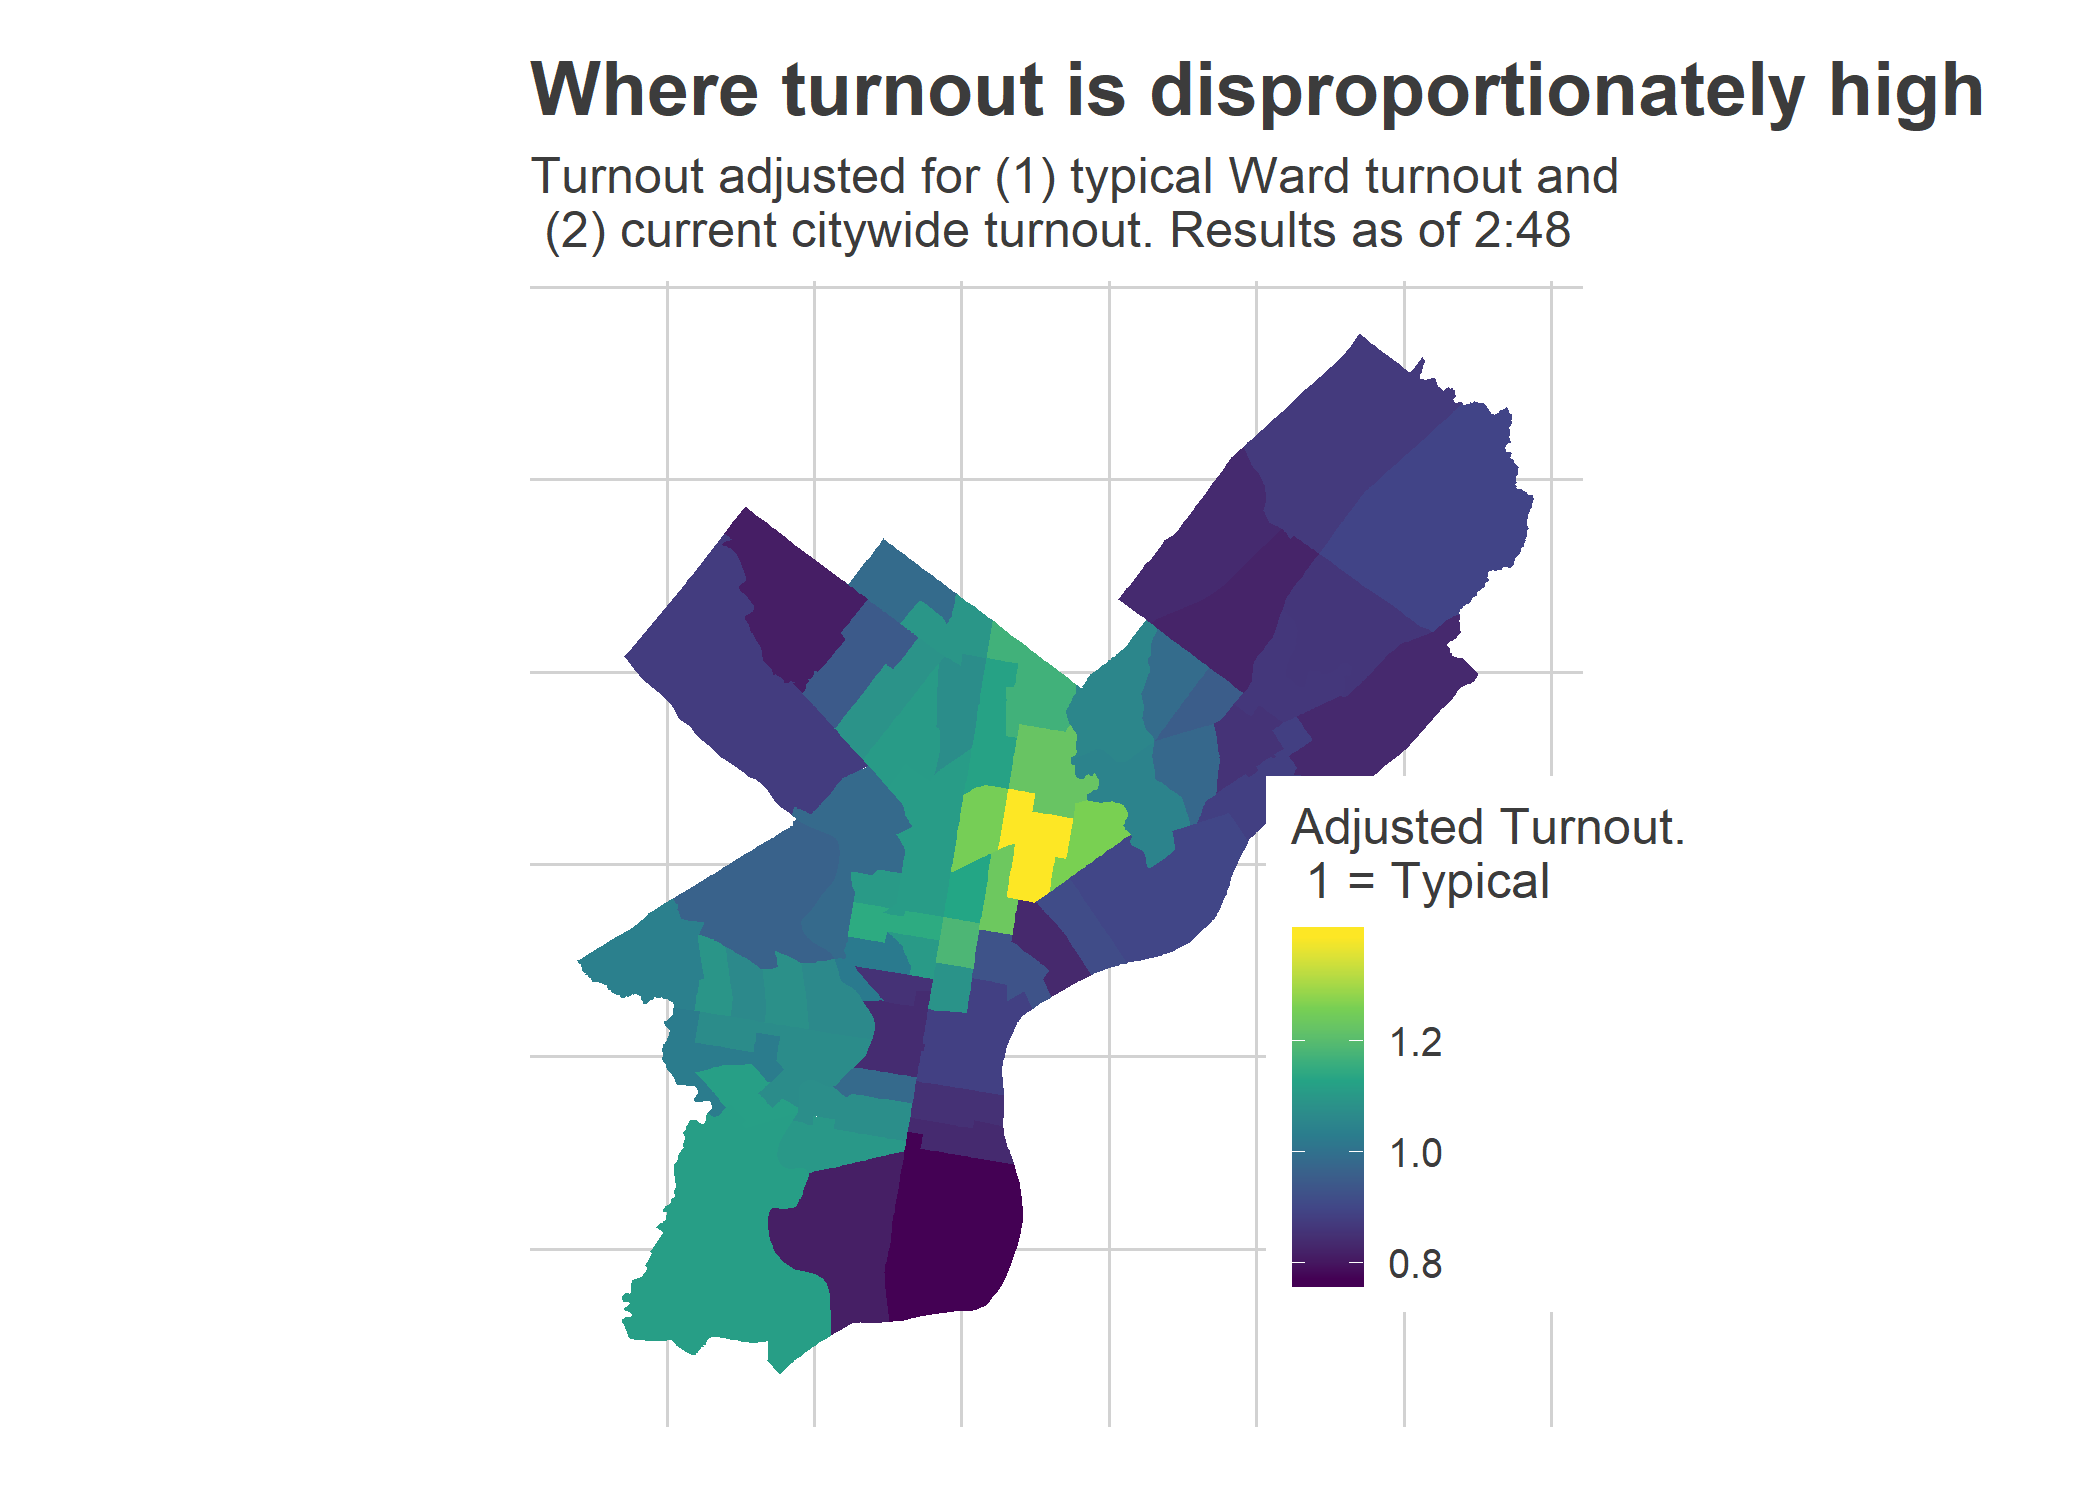 Where turnout is disproportionately high
Turnout adjusted for (1) typical Ward turnout and
(2) current citywide turnout. Results as of 2:48
Adjusted Turnout.
1 = Typical
1.2
1.0
0.8